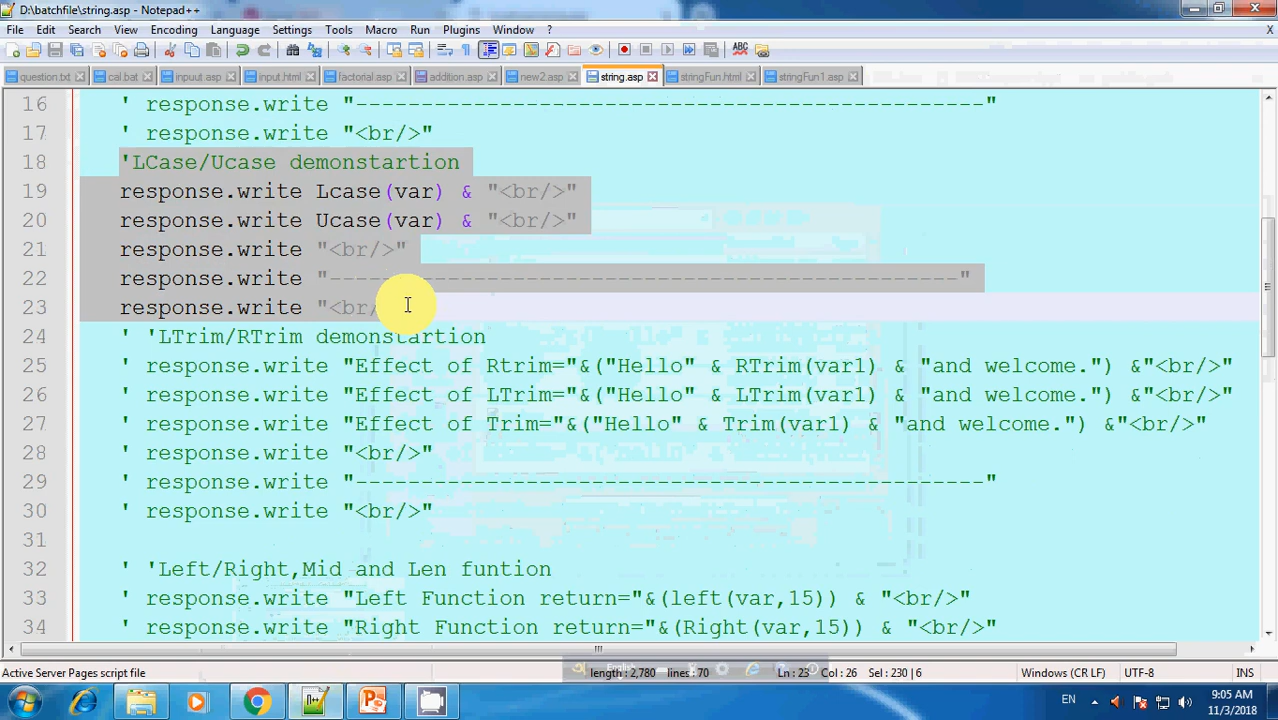 D:\batchfile\string.asp - Notepad++
File Edit Search View Encoding Language Settings Tools Macro Run Plugins Window ? X
question.txt cal.bat inpuut.asp input.html factorial.asp addition.asp new2.asp string.asp stringFun.html stringFun1.asp
16 ' response.write "------------------------------------------------"
17 ' response.write "<br/>"
18 'LCase/Ucase demonstartion
19 response.write Lcase(var) & "<br/>"
20 response.write Ucase(var) & "<br/>"
21 response.write "<br/>"
22 response.write "------------------------------------------------"
23 response.write "<br/
24 ' 'LTrim/RTrim demonstartion
25 ' response.write "Effect of Rtrim="&("Hello" & RTrim(var1) & "and welcome.") &"<br/>"
26 ' response.write "Effect of LTrim="&("Hello" & LTrim(var1) & "and welcome.") &"<br/>"
27 ' response.write "Effect of Trim="&("Hello" & Trim(var1) & "and welcome.") &"<br/>"
28 ' response.write "<br/>"
29 ' response.write "------------------------------------------------"
30 ' response.write "<br/>"
31
32 ' 'Left/Right,Mid and Len funtion
33 ' response.write "Left Function return="&(left(var,15)) & "<br/>"
34 ' response.write "Right Function return="&(Right(var,15)) & "<br/>"
Active Server Pages script file length : 2,780 lines : 70 Ln : 23 Col : 26 Sel : 230 | 6 Windows (CR LF) UTF-8 INS
EN 9:05 AM
11/3/2018